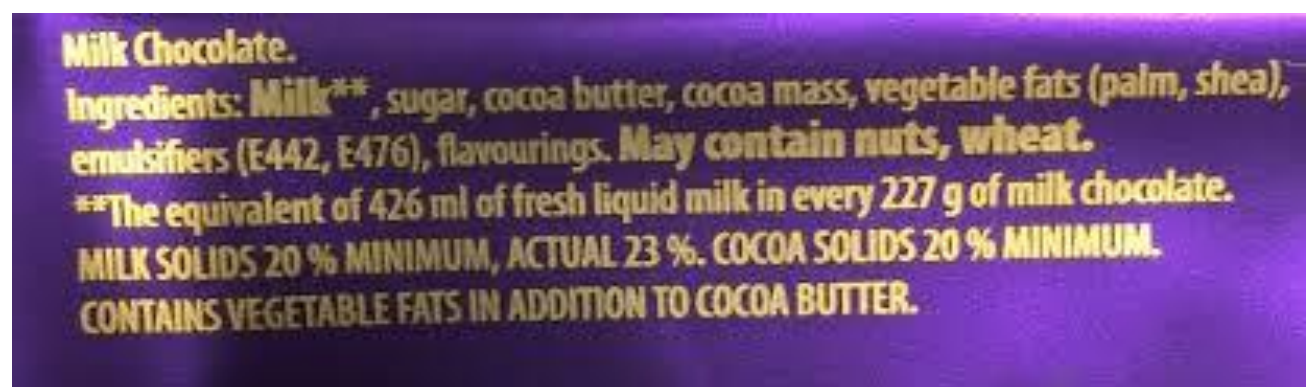 Milk Chocolate.
Ingredients: Milk**, sugar, cocoa butter, cocoa mass, vegetable fats (palm, shea),
emulsifiers (E442, E476), flavourings. May contain nuts, wheat.
**The equivalent of 426 ml of fresh liquid milk in every 227 g of milk chocolate.
MILK SOLIDS 20 % MINIMUM, ACTUAL 23 %. COCOA SOLIDS 20 % MINIMUM.
CONTAINS VEGETABLE FATS IN ADDITION TO COCOA BUTTER.